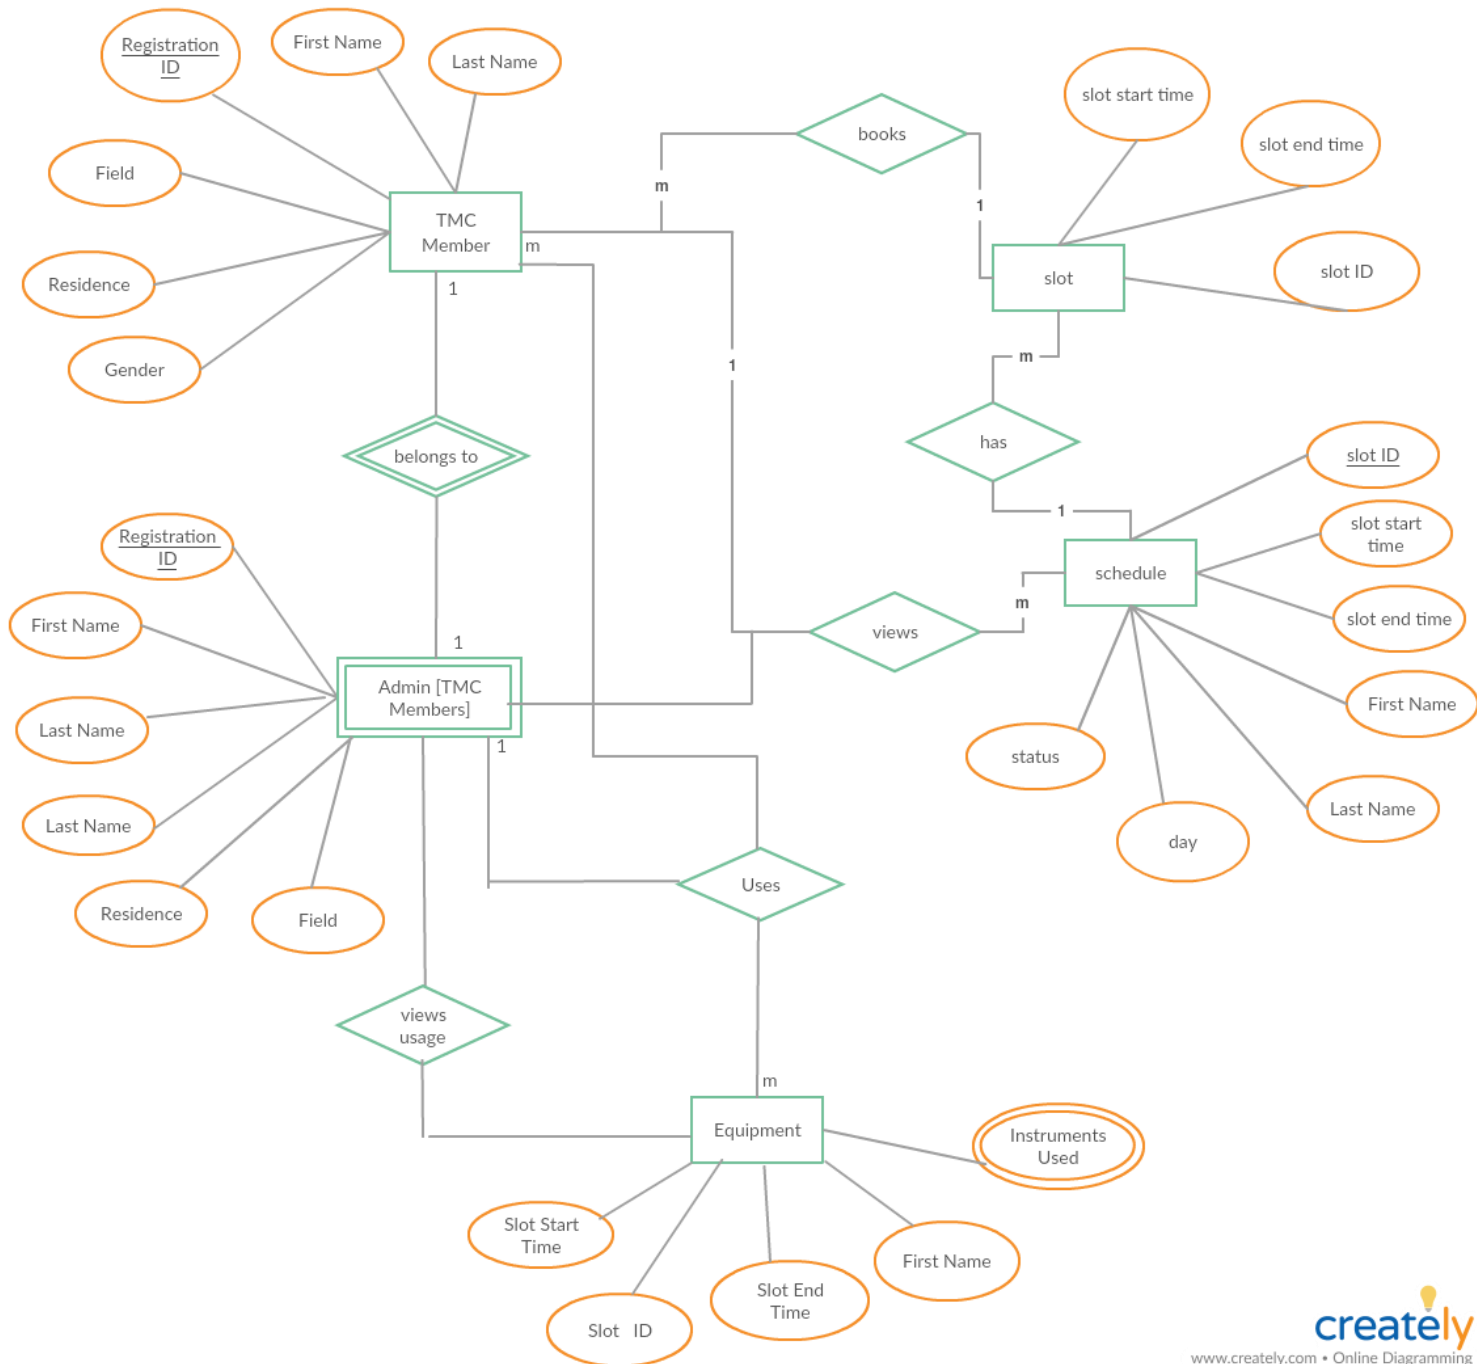 Registration
ID
First Name
Last Name
Field
Residence
Gender
TMC
Member
m
1
m
books
1
slot start time
slot end time
slot ID
slot
m
has
1
1
belongs to
1
slot ID
slot start
time
slot end time
First Name
Last Name
day
status
schedule
m
views
Registration
ID
First Name
Last Name
Last Name
Residence
Field
Admin [TMC
Members]
1
Uses
views
usage
m
Equipment
Instruments
Used
Slot Start
Time
Slot ID
Slot End
Time
First Name
creately
www.creately.com • Online Diagramming